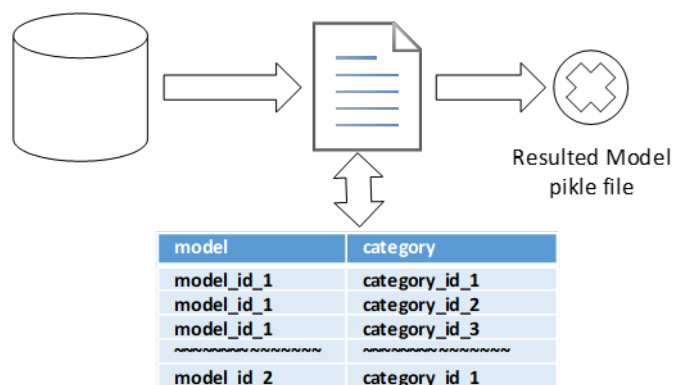 Resulted Model
pikle file
model category
model_id_1 category_id_1
model_id_1 category_id_2
model_id_1 category_id_3
~~~~~~~~~~~~~~~ ~~~~~~~~~~~~~~~
model_id_2 category_id_1